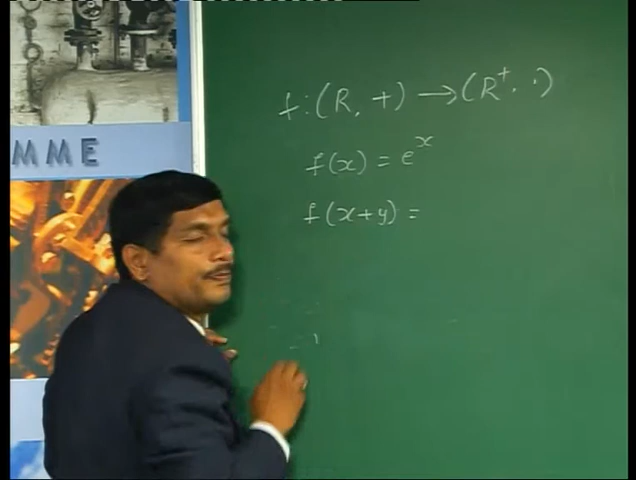 MME
f:(R, +) → (R⁺, ·)
f(x) = eˣ
f(x+y) =